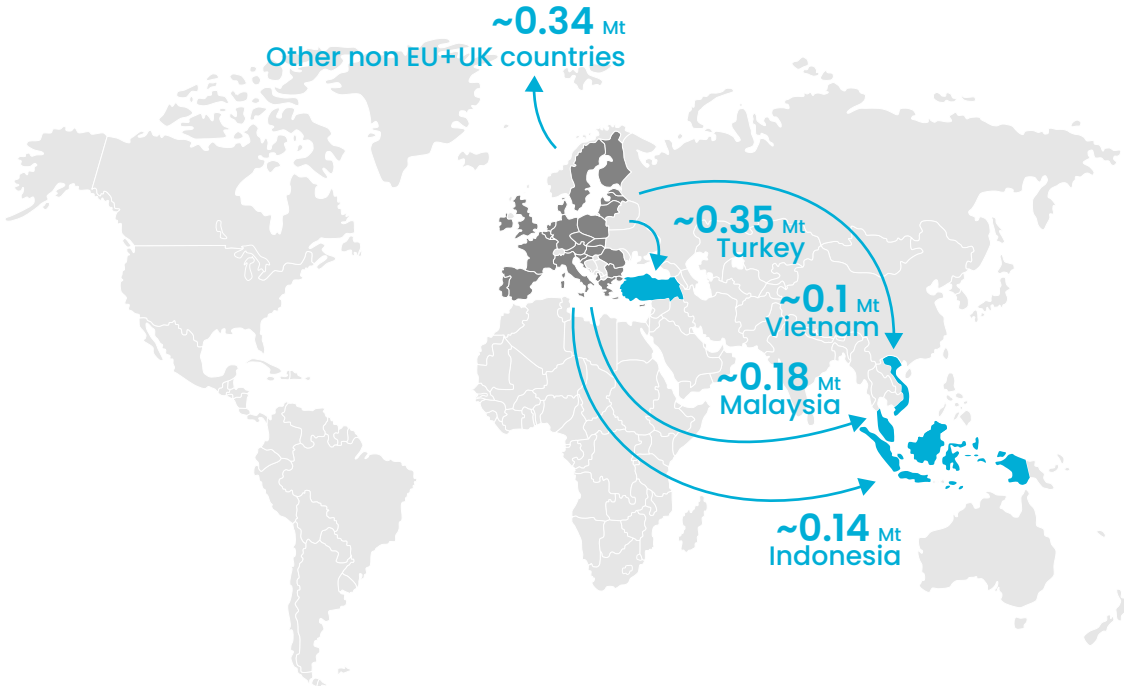 ~0.34 Mt
Other non EU+UK countries
~0.35 Mt
Turkey
~0.1 Mt
Vietnam
~0.18 Mt
Malaysia
~0.14 Mt
Indonesia